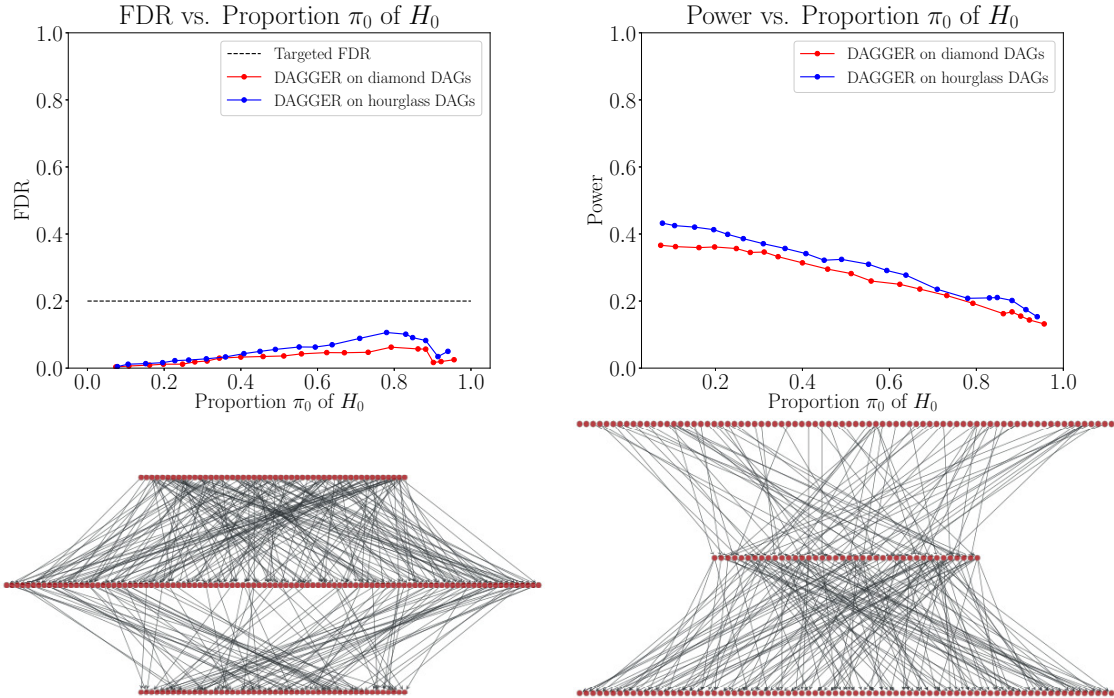 FDR vs. Proportion π₀ of H₀
1.0
0.8
0.6
0.4
0.2
0.0
FDR
Targeted FDR
DAGGER on diamond DAGs
DAGGER on hourglass DAGs
0.0 0.2 0.4 0.6 0.8 1.0
Proportion π₀ of H₀
Power vs. Proportion π₀ of H₀
1.0
0.8
0.6
0.4
0.2
0.0
Power
DAGGER on diamond DAGs
DAGGER on hourglass DAGs
0.2 0.4 0.6 0.8 1.0
Proportion π₀ of H₀